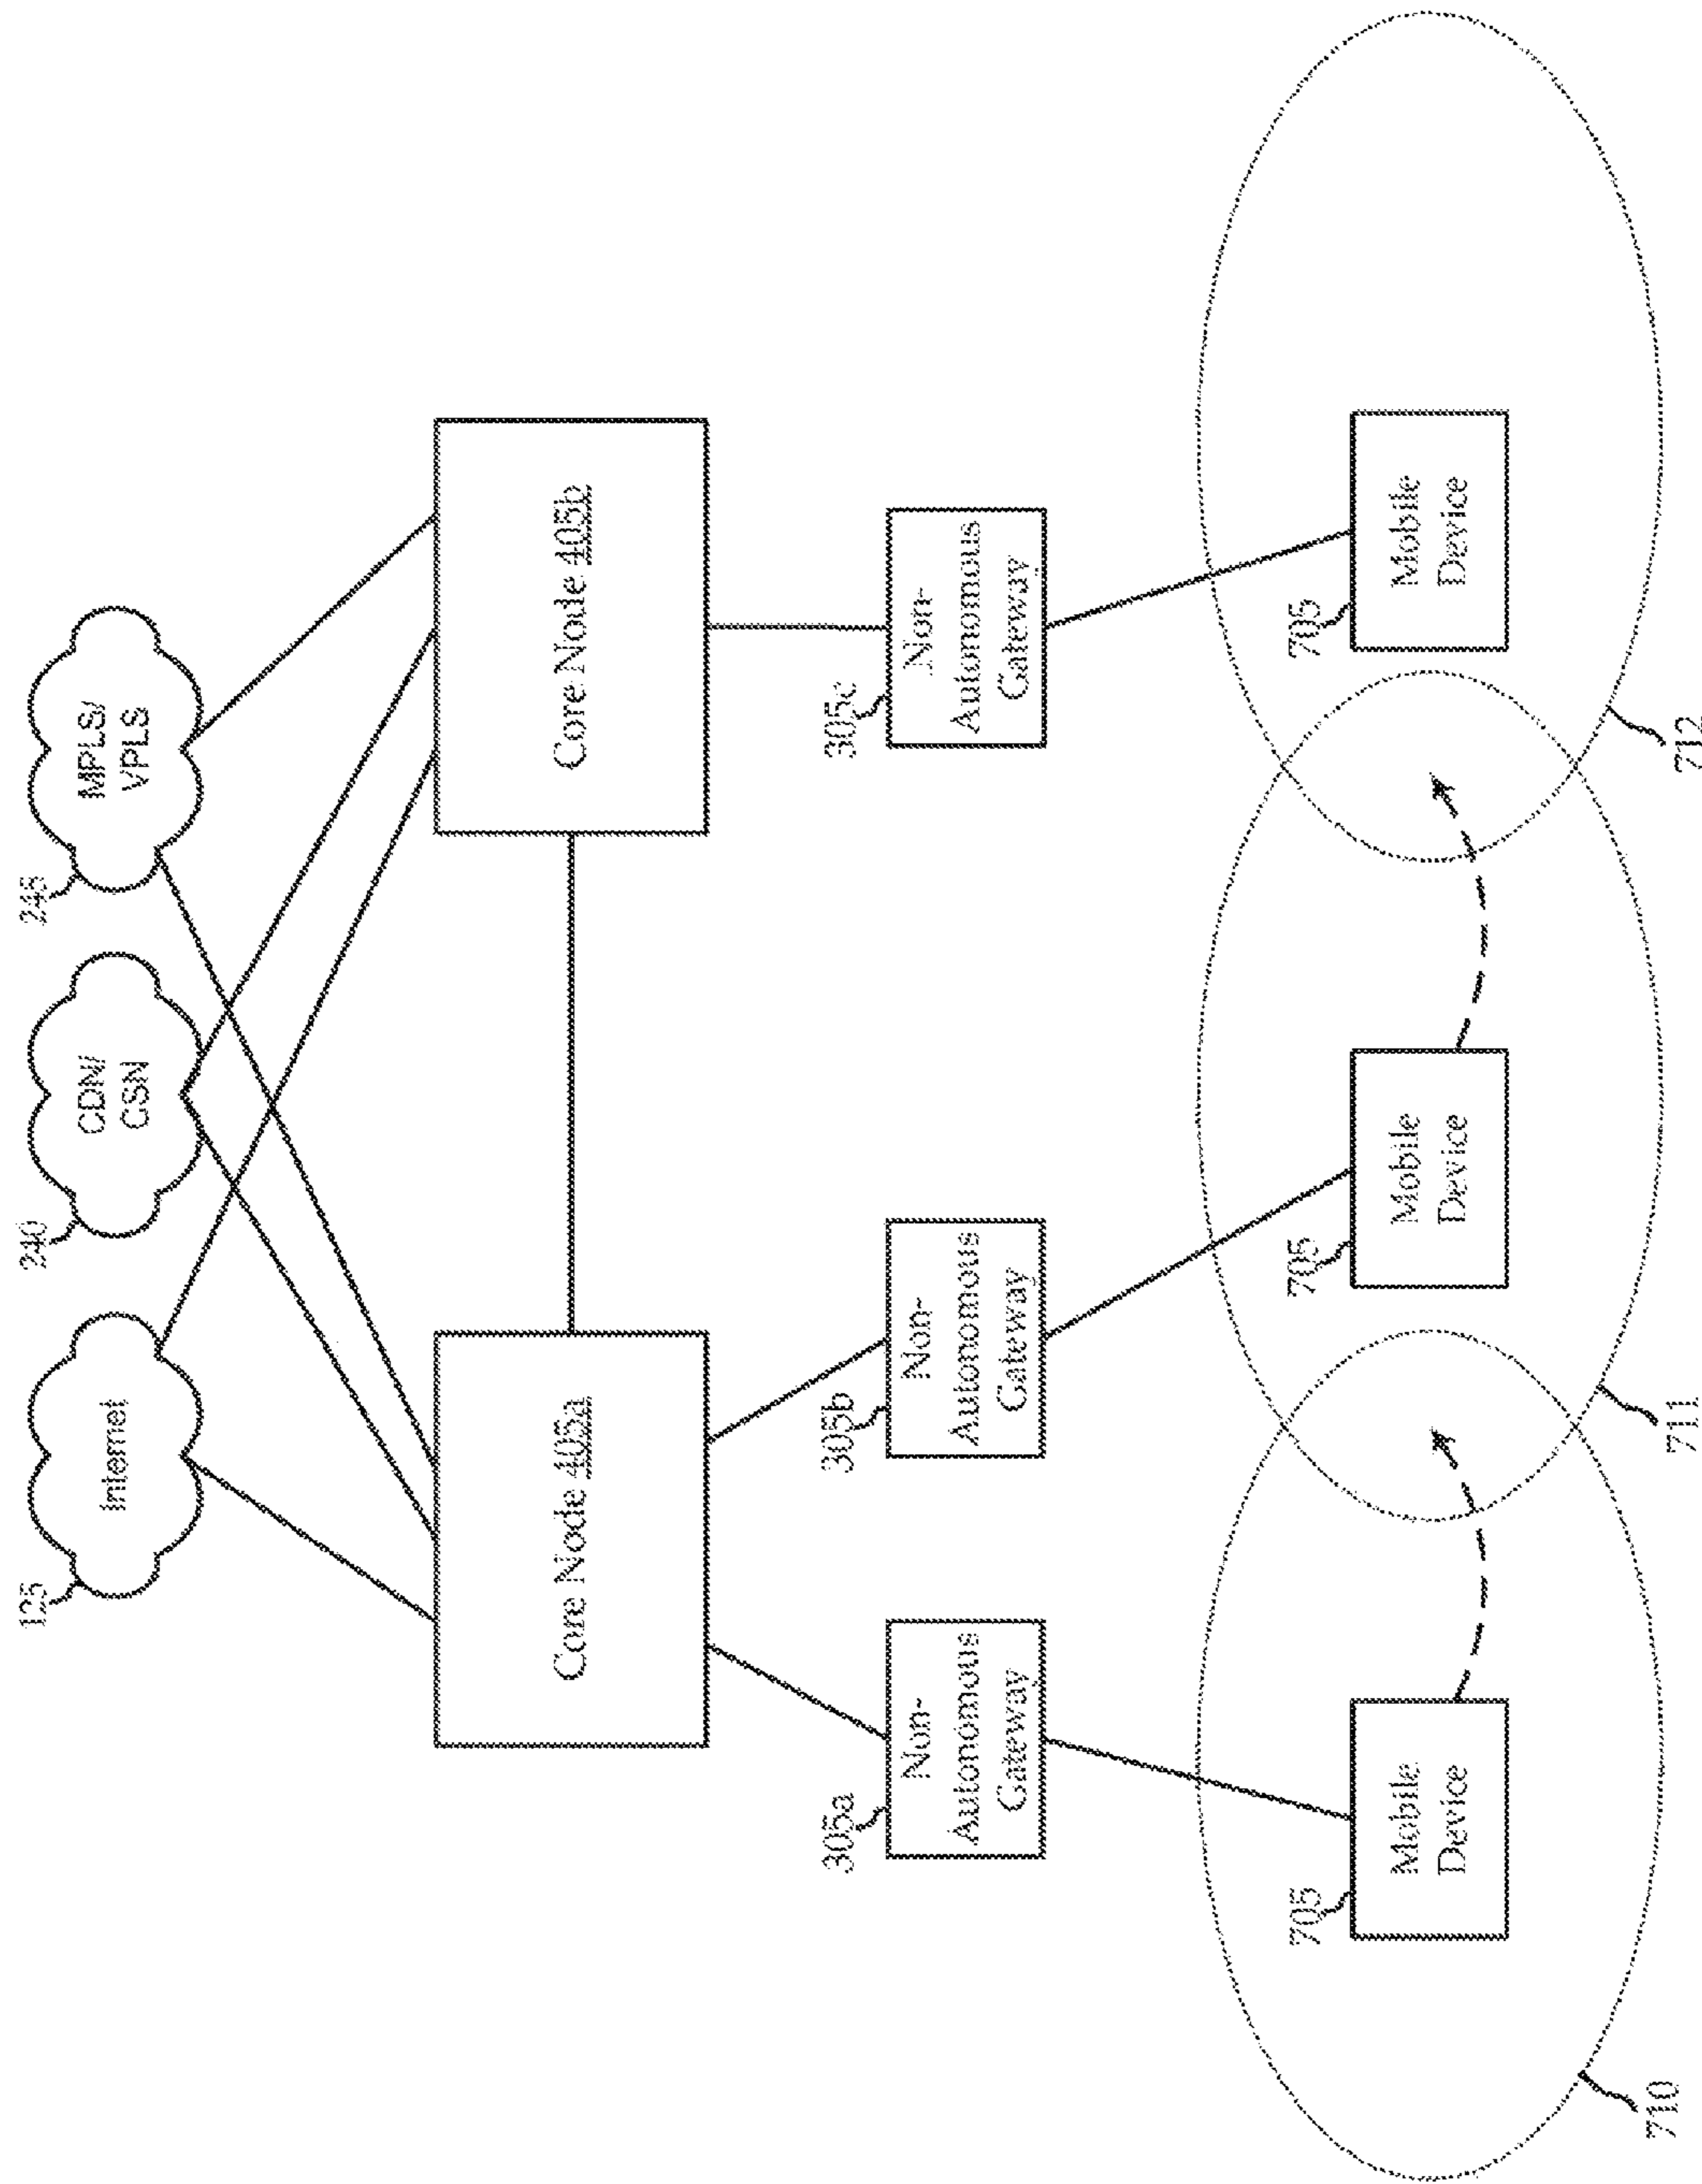 125
Internet
240
CDN/
CSN
245
MPLS/
VPLS
Core Node 405a
Core Node 405b
305a
Non-
Autonomous
Gateway
305b
Non-
Autonomous
Gateway
305c
Non-
Autonomous
Gateway
705
Mobile
Device
705
Mobile
Device
705
Mobile
Device
710
711
712